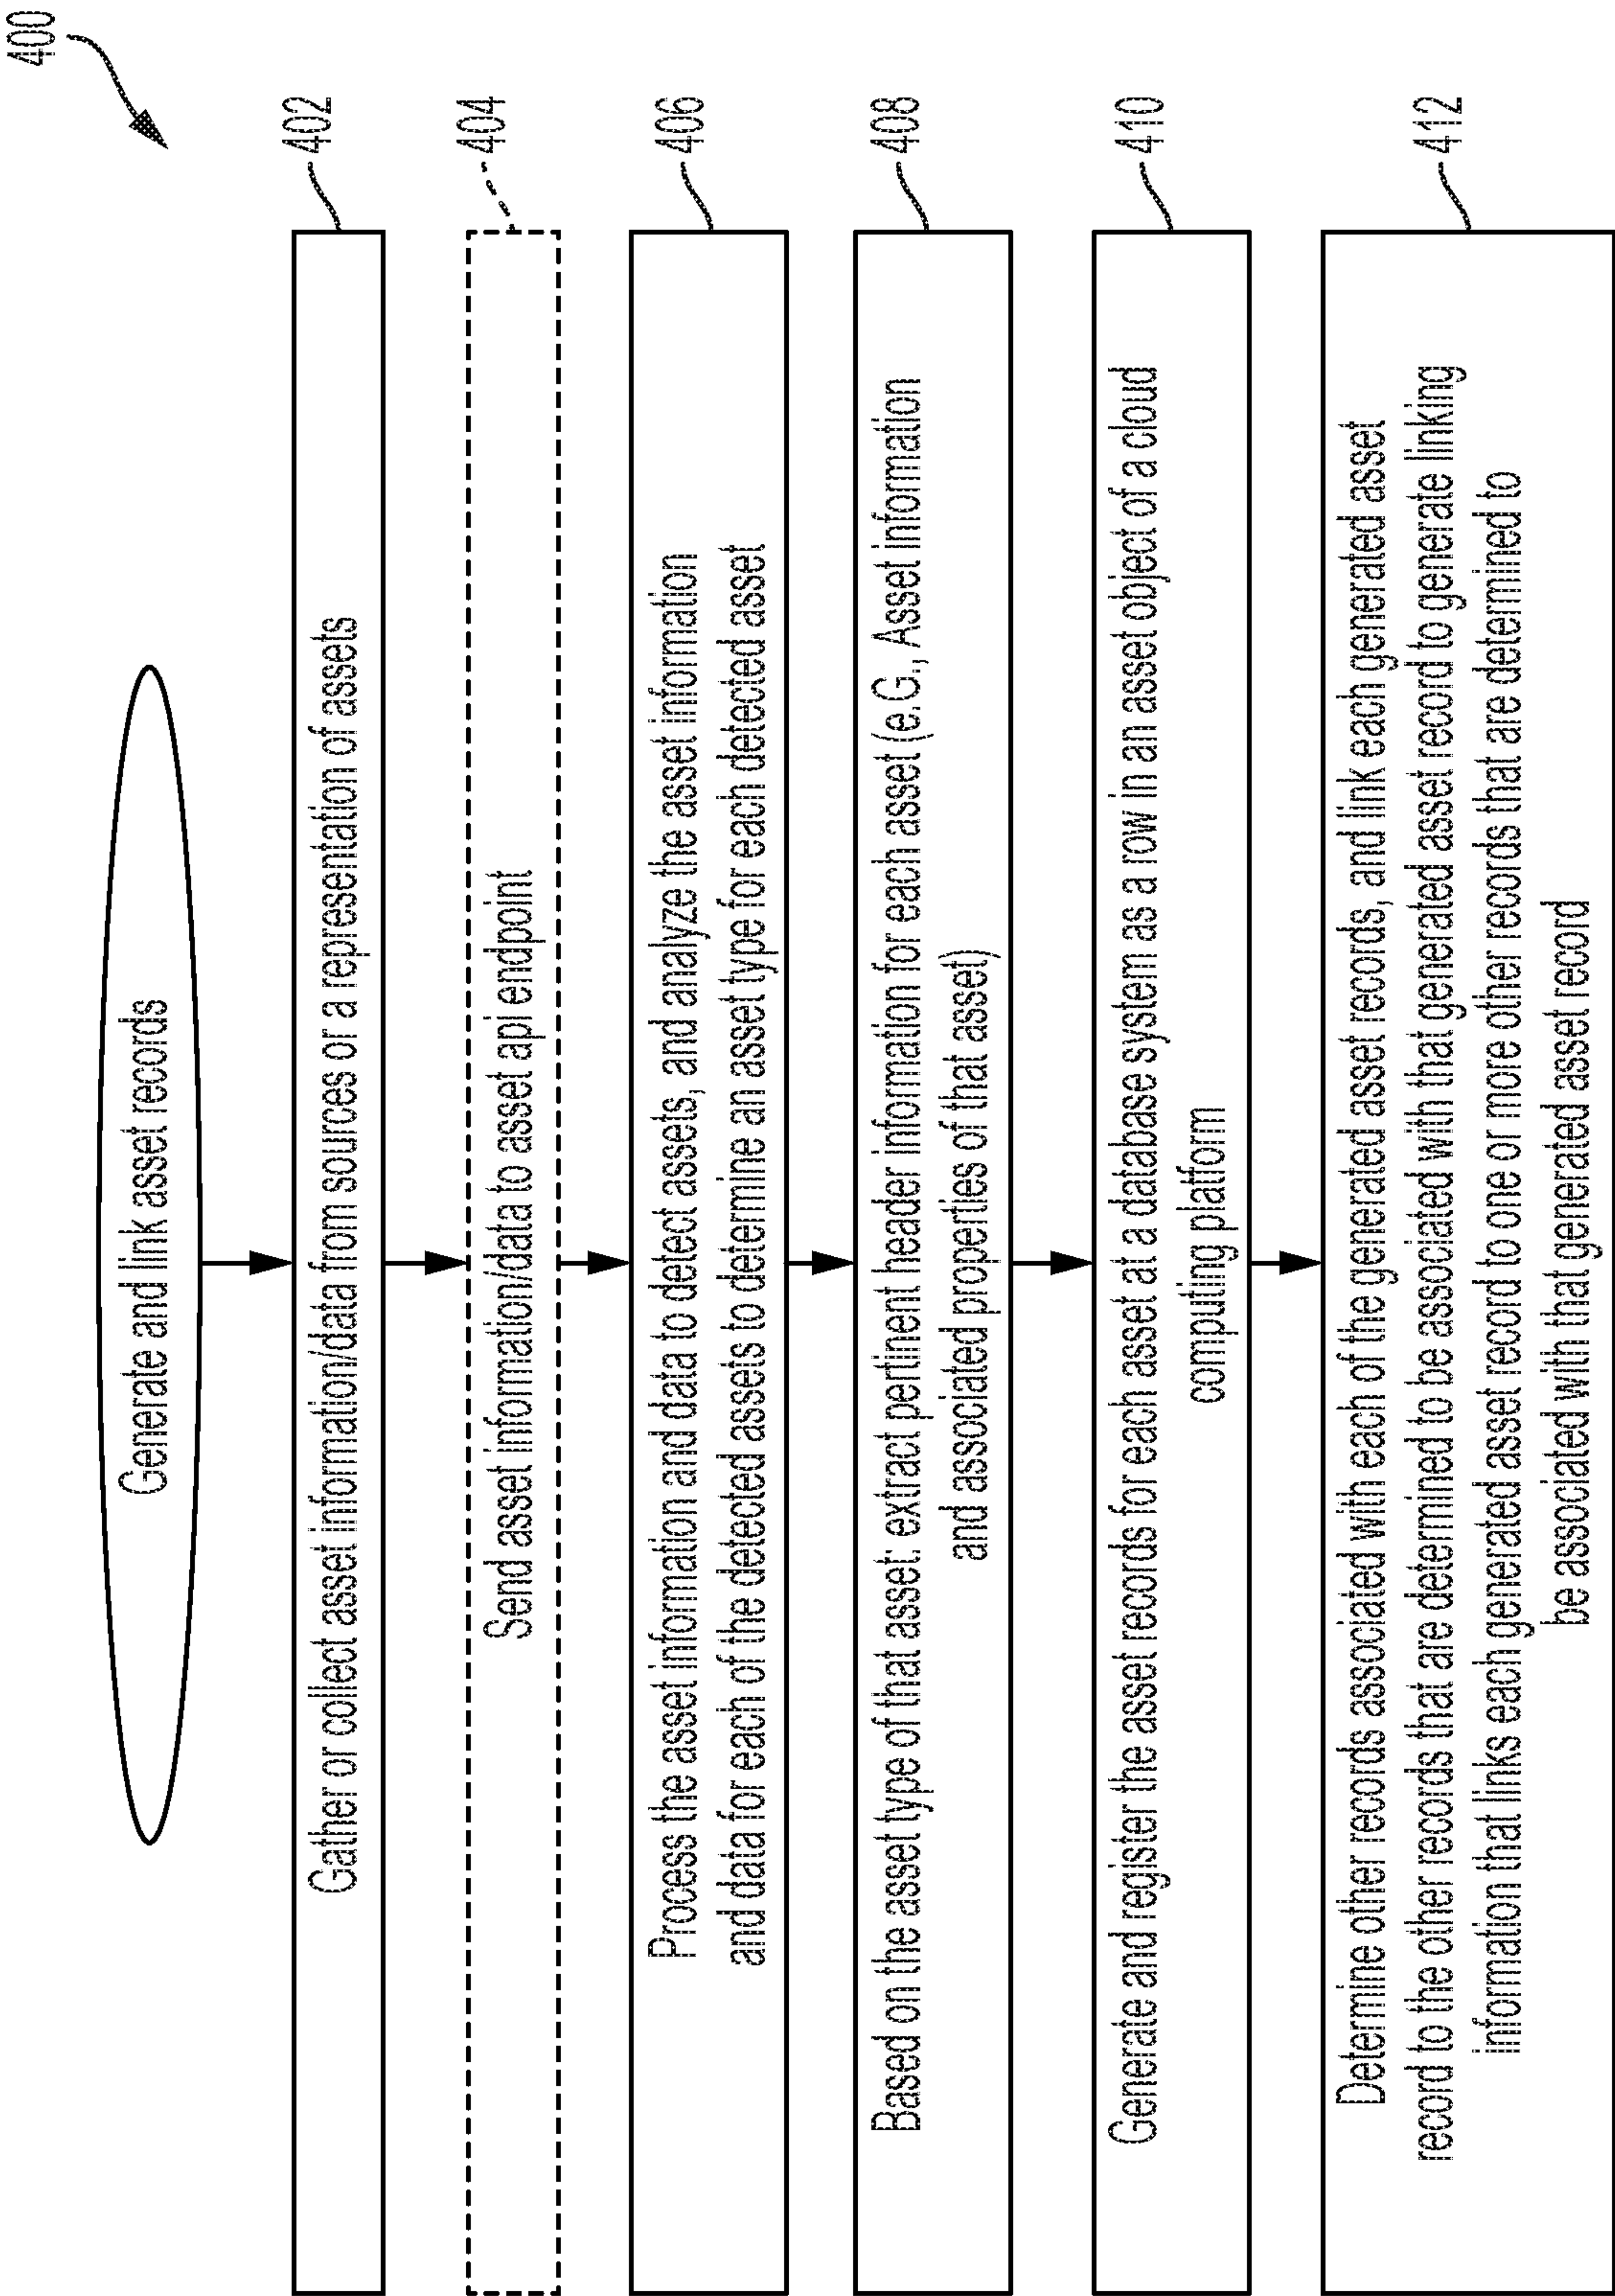 400
Generate and link asset records
402
Gather or collect asset information/data from sources or a representation of assets
404
Send asset information/data to asset api endpoint
406
Process the asset information and data to detect assets, and analyze the asset information
and data for each of the detected assets to determine an asset type for each detected asset
408
Based on the asset type of that asset: extract pertinent header information for each asset (e.G., Asset information
and associated properties of that asset)
410
Generate and register the asset records for each asset at a database system as a row in an asset object of a cloud
computing platform
412
Determine other records associated with each of the generated asset records, and link each generated asset
record to the other records that are determined to be associated with that generated asset record to generate linking
information that links each generated asset record to one or more other records that are determined to
be associated with that generated asset record